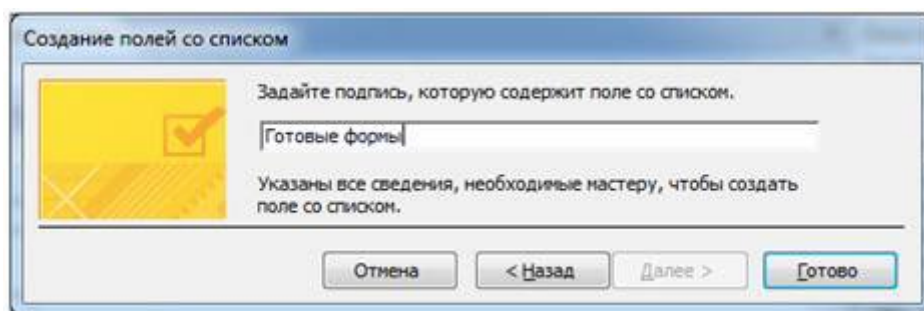 Создание полей со списком
Задайте подпись, которую содержит поле со списком.
Готовые формы
Указаны все сведения, необходимые мастеру, чтобы создать
поле со списком.
Отмена
< Назад
Далее >
Готово